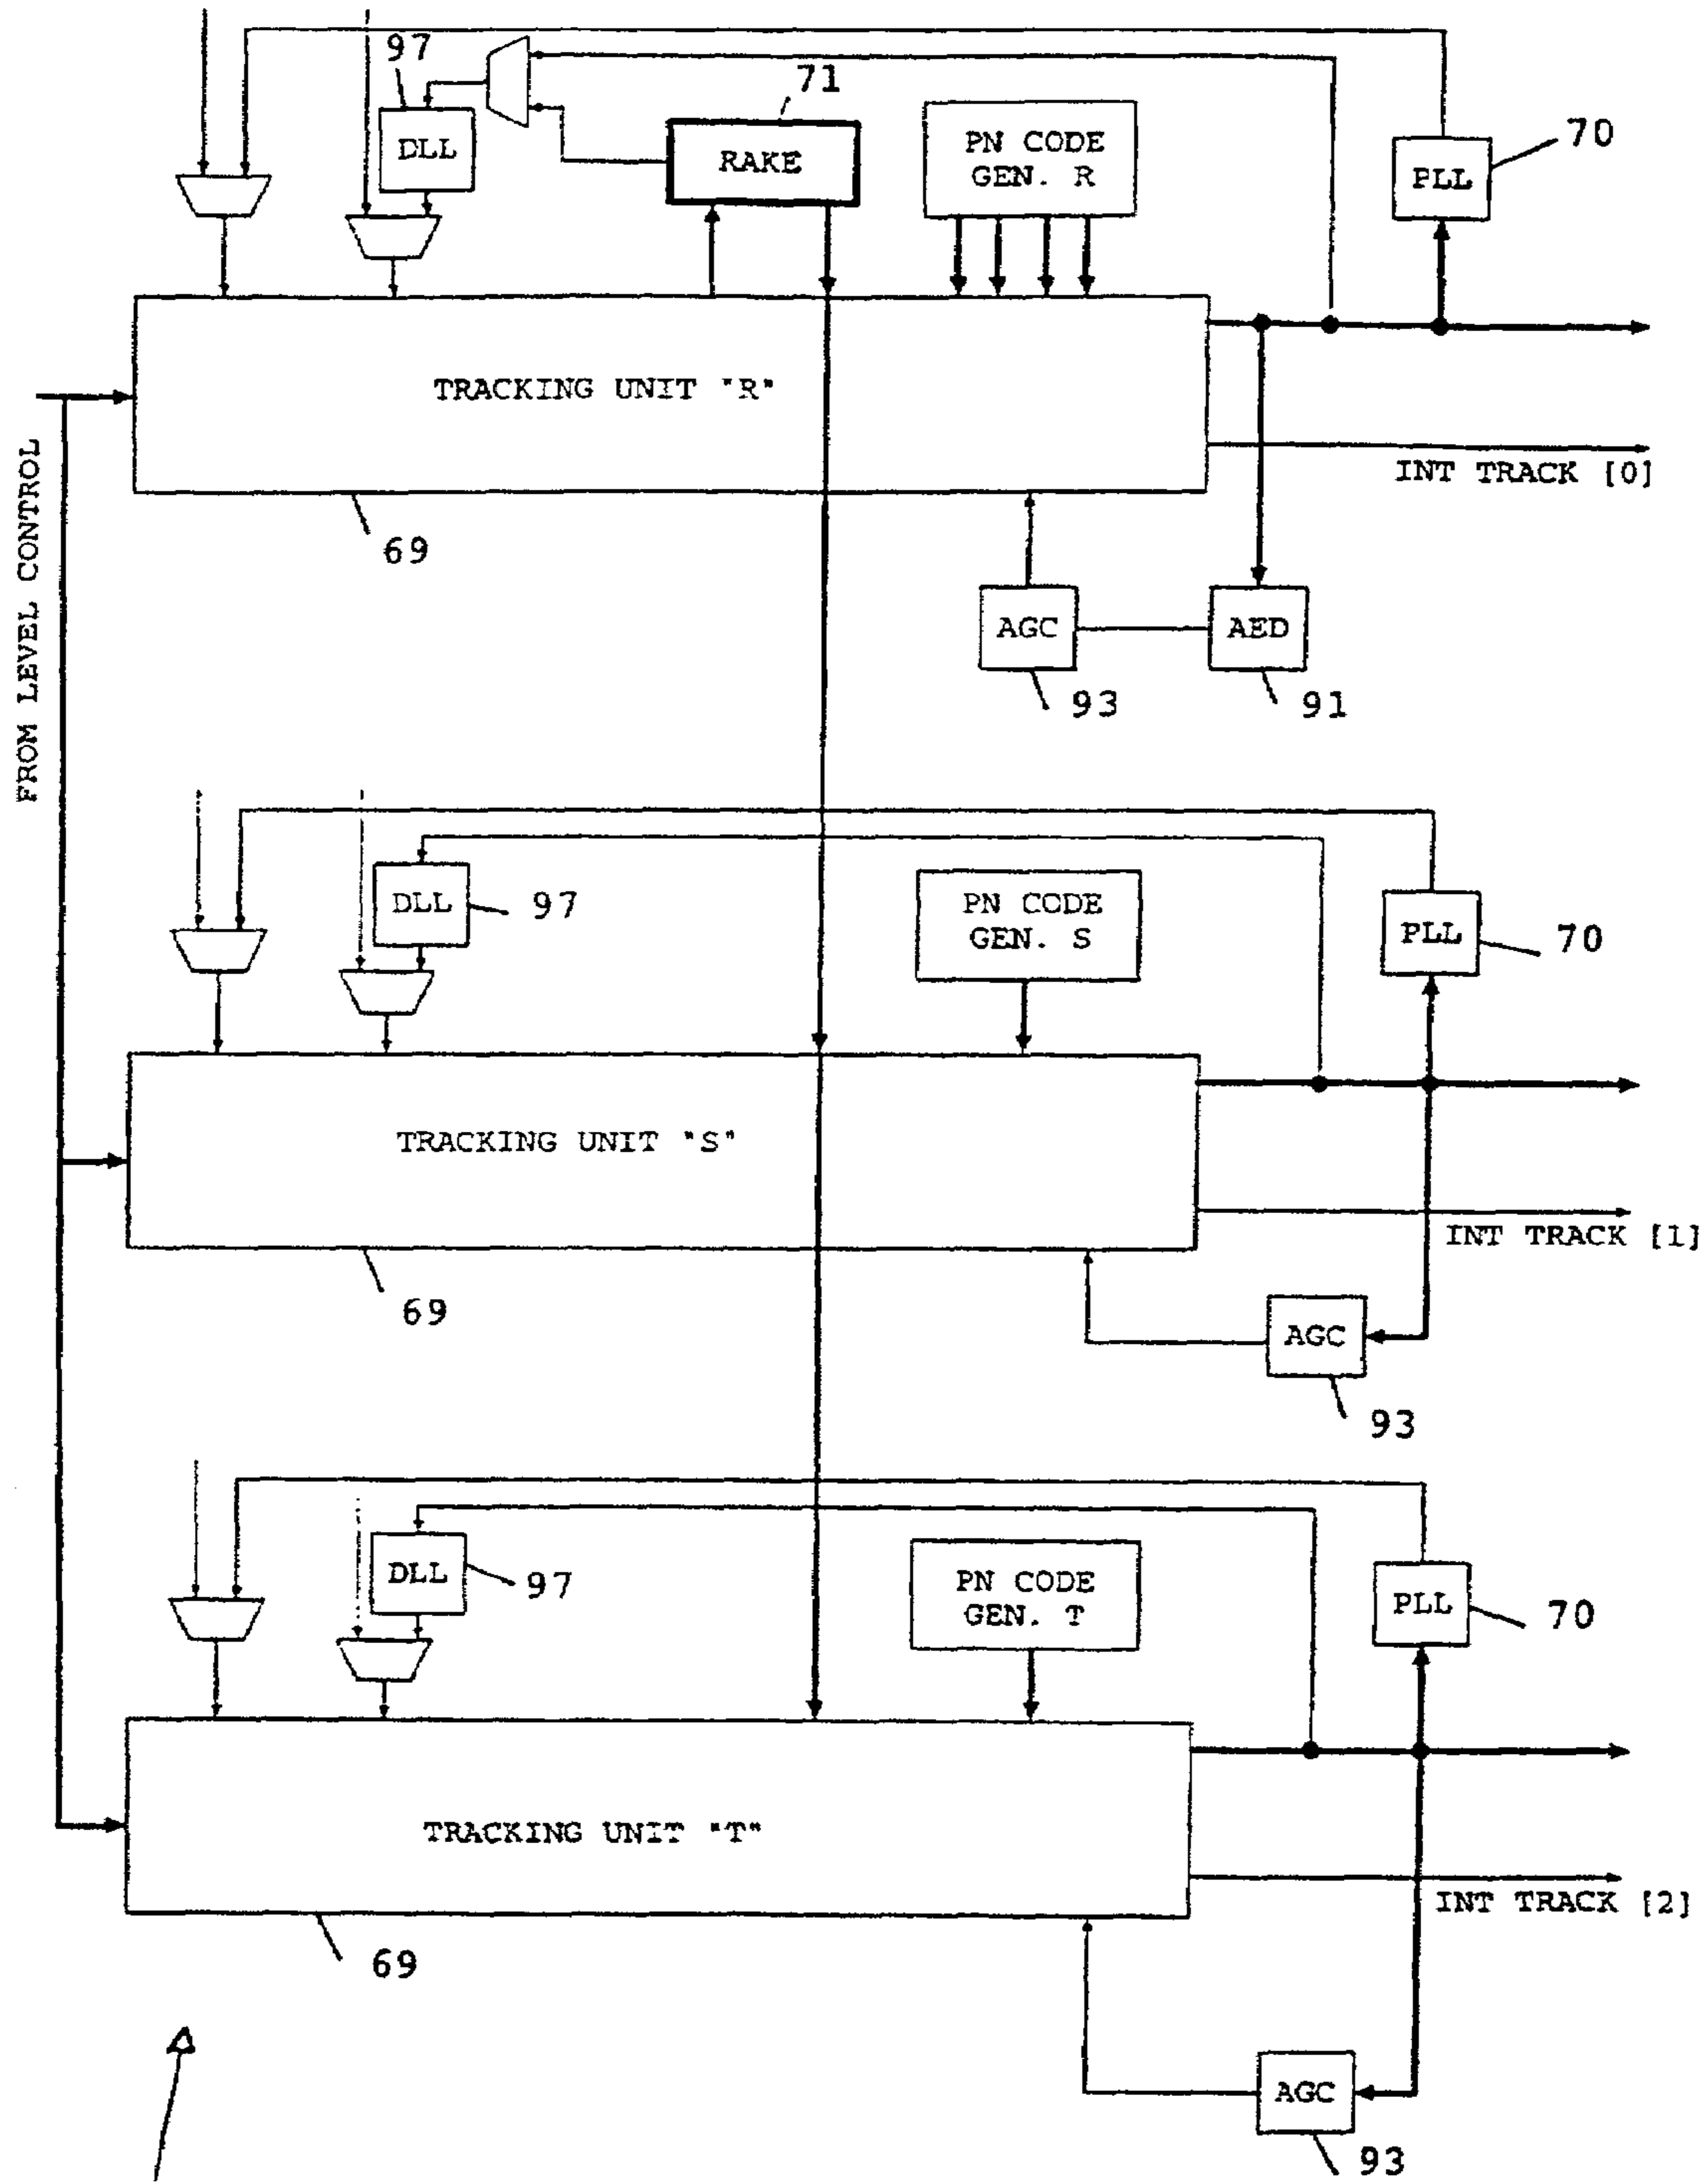 97
71
DLL
RAKE
PN CODE
GEN. R
PLL
70
TRACKING UNIT "R"
INT TRACK [0]
69
FROM LEVEL CONTROL
AGC
AED
93
91
DLL
97
PN CODE
GEN. S
PLL
70
TRACKING UNIT "S"
INT TRACK [1]
69
AGC
93
DLL
97
PN CODE
GEN. T
PLL
70
TRACKING UNIT "T"
INT TRACK [2]
69
AGC
93